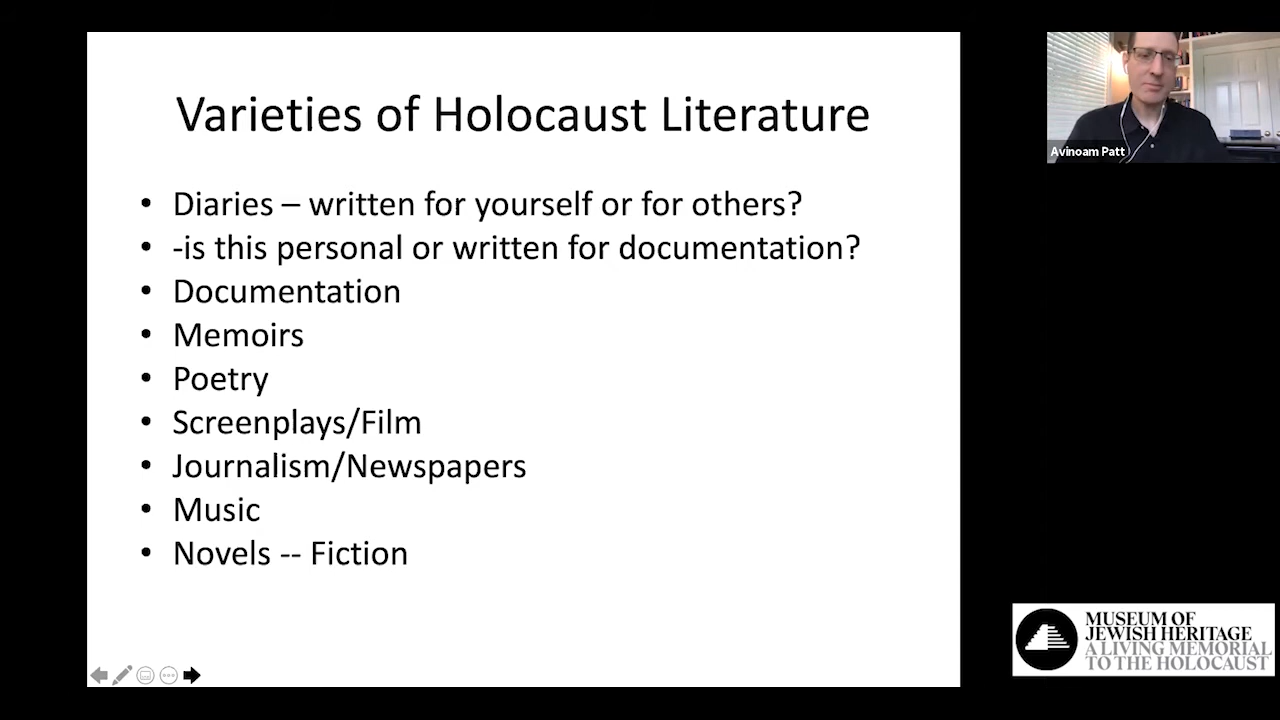 Varieties of Holocaust Literature
• Diaries – written for yourself or for others?
• -is this personal or written for documentation?
• Documentation
• Memoirs
• Poetry
• Screenplays/Film
• Journalism/Newspapers
• Music
• Novels -- Fiction
Avinoam Patt
MUSEUM OF
JEWISH HERITAGE
A LIVING MEMORIAL
TO THE HOLOCAUST